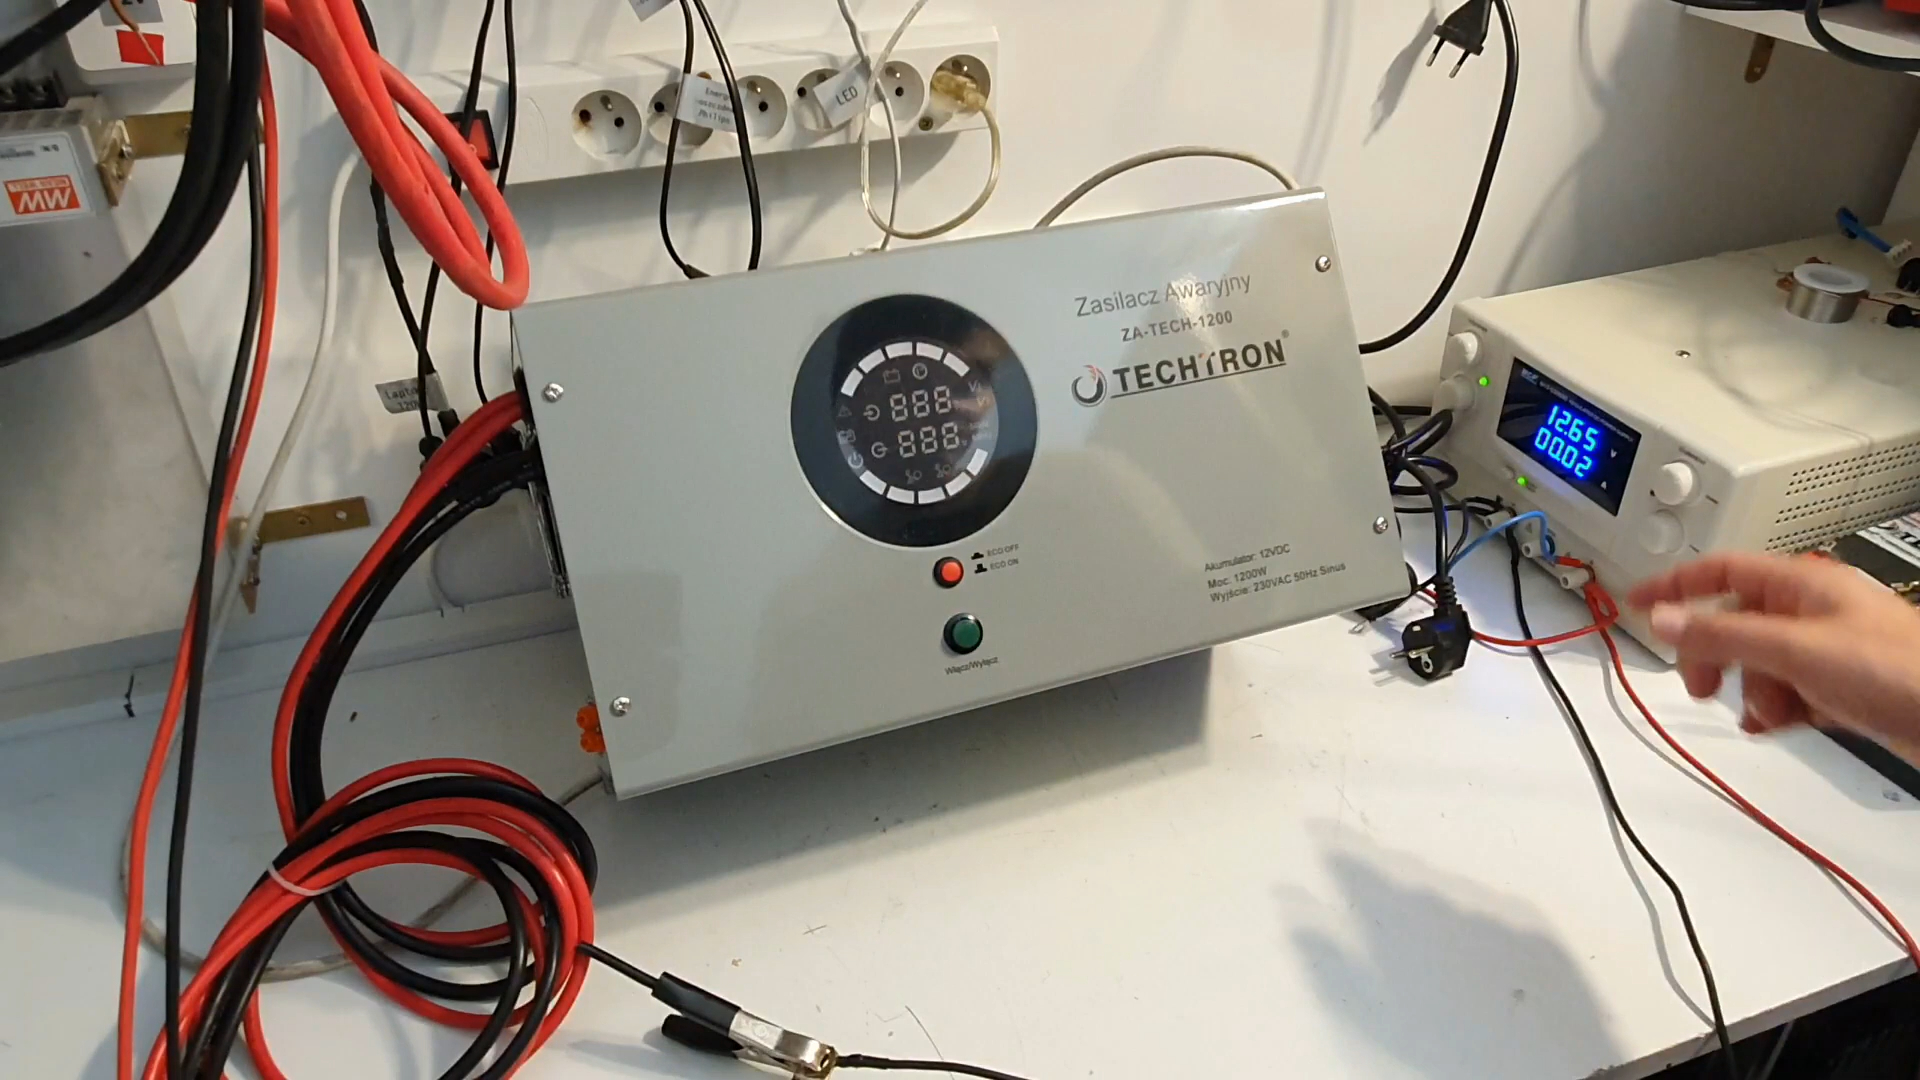 LED
MW
Zasilacz Awaryjny
ZA-TECH-1200
TECHTRON®
888
888
12.65
V
00.02
A
ECO OFF
ECO ON
Włącz/Wyłącz
Akumulator: 12VDC
Moc: 1200W
Wyjście: 230VAC 50Hz Sinus